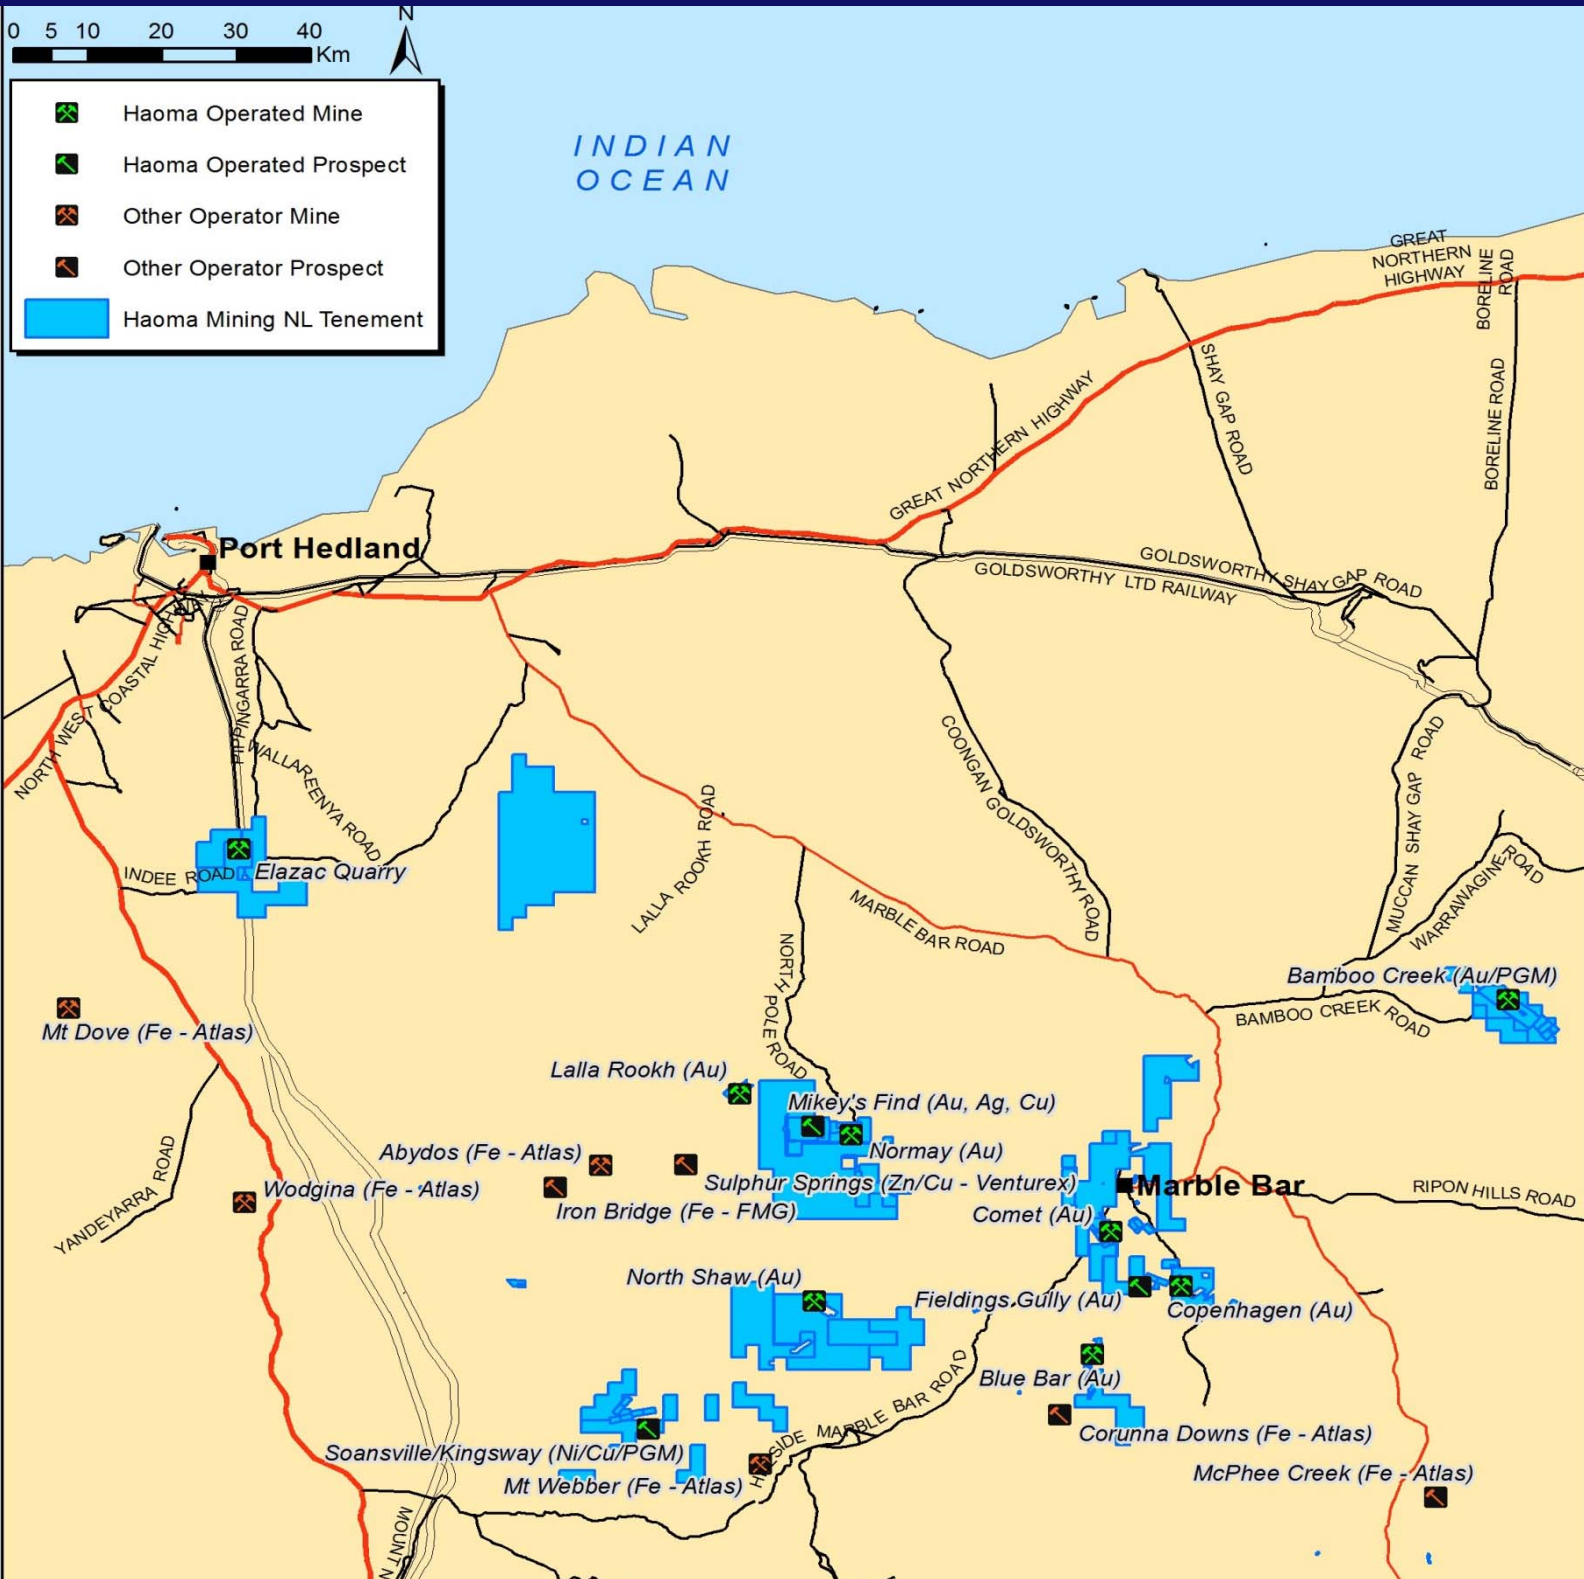 0 5 10 20 30 40
Km
N
Haoma Operated Mine
Haoma Operated Prospect
Other Operator Mine
Other Operator Prospect
Haoma Mining NL Tenement
INDIAN
OCEAN
GREAT
NORTHERN
HIGHWAY
BORELINE
ROAD
SHAY GAP ROAD
BORELINE ROAD
GREAT NORTHERN HIGHWAY
Port Hedland
GOLDSWORTHY SHAY GAP ROAD
GOLDSWORTHY LTD RAILWAY
NORTH WEST COASTAL HIGHWAY
PIPPINGARRA ROAD
WALLAREENYA ROAD
COONGAN GOLDSWORTHY ROAD
MUCCAN SHAY GAP ROAD
WARRAWAGINE ROAD
LALLA ROOKH ROAD
INDEE ROAD
Elazac Quarry
MARBLE BAR ROAD
NORTH POLE ROAD
Bamboo Creek (Au/PGM)
BAMBOO CREEK ROAD
Mt Dove (Fe - Atlas)
Lalla Rookh (Au)
Mikey's Find (Au, Ag, Cu)
Abydos (Fe - Atlas)
Normay (Au)
YANDEYARRA ROAD
Wodgina (Fe - Atlas)
Sulphur Springs (Zn/Cu - Venturex)
Marble Bar
RIPON HILLS ROAD
Iron Bridge (Fe - FMG)
Comet (Au)
North Shaw (Au)
Fieldings Gully (Au)
Copenhagen (Au)
Blue Bar (Au)
HILLSIDE MARBLE BAR ROAD
Corunna Downs (Fe - Atlas)
Soansville/Kingsway (Ni/Cu/PGM)
Mt Webber (Fe - Atlas)
McPhee Creek (Fe - Atlas)
MOUNT N